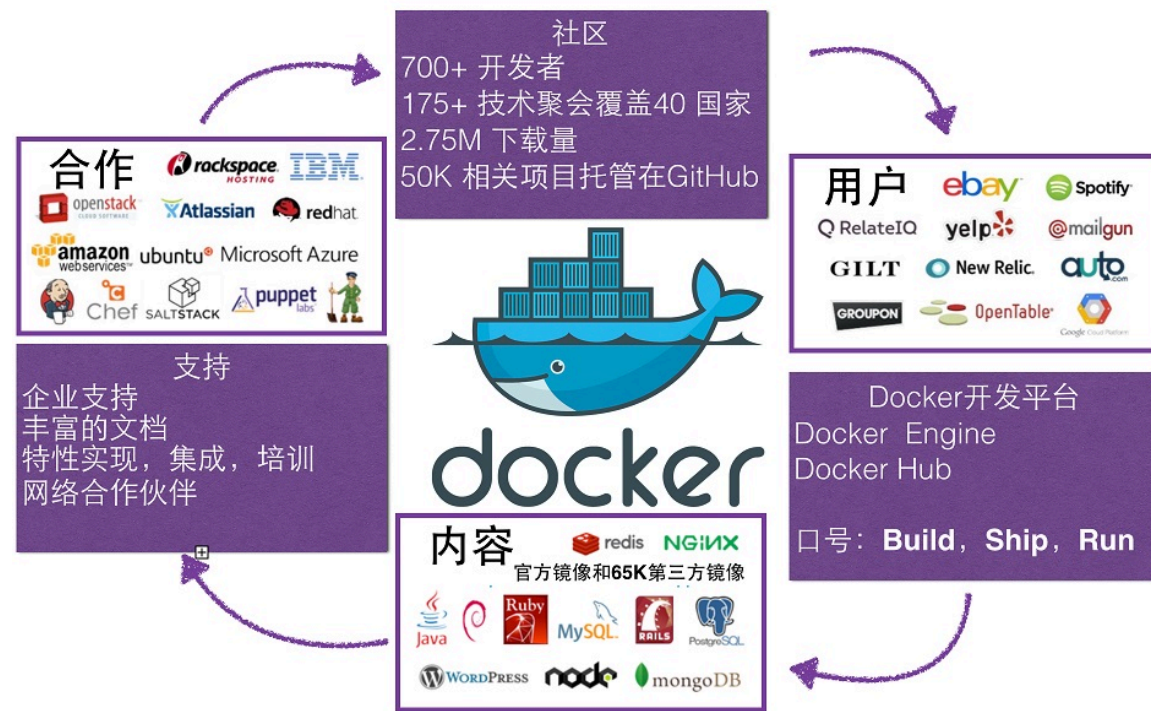 社区
700+ 开发者
175+ 技术聚会覆盖40 国家
2.75M 下载量
50K 相关项目托管在GitHub
合作
rackspace.
HOSTING
IBM
openstack
CLOUD SOFTWARE
Atlassian
redhat
amazon
webservices™
ubuntu
Microsoft Azure
Chef
SALTSTACK
puppet
labs
用户
ebay
Spotify
RelateIQ
yelp
@mailgun
GILT
New Relic.
auto
.com
GROUPON
OpenTable
Google Cloud Platform
支持
企业支持
丰富的文档
特性实现，集成，培训
网络合作伙伴
docker
Docker开发平台
Docker Engine
Docker Hub
口号：Build，Ship，Run
内容
redis
NGINX
官方镜像和65K第三方镜像
Java
Ruby
MySQL
RAILS
PostgreSQL
WORDPRESS
node
mongoDB